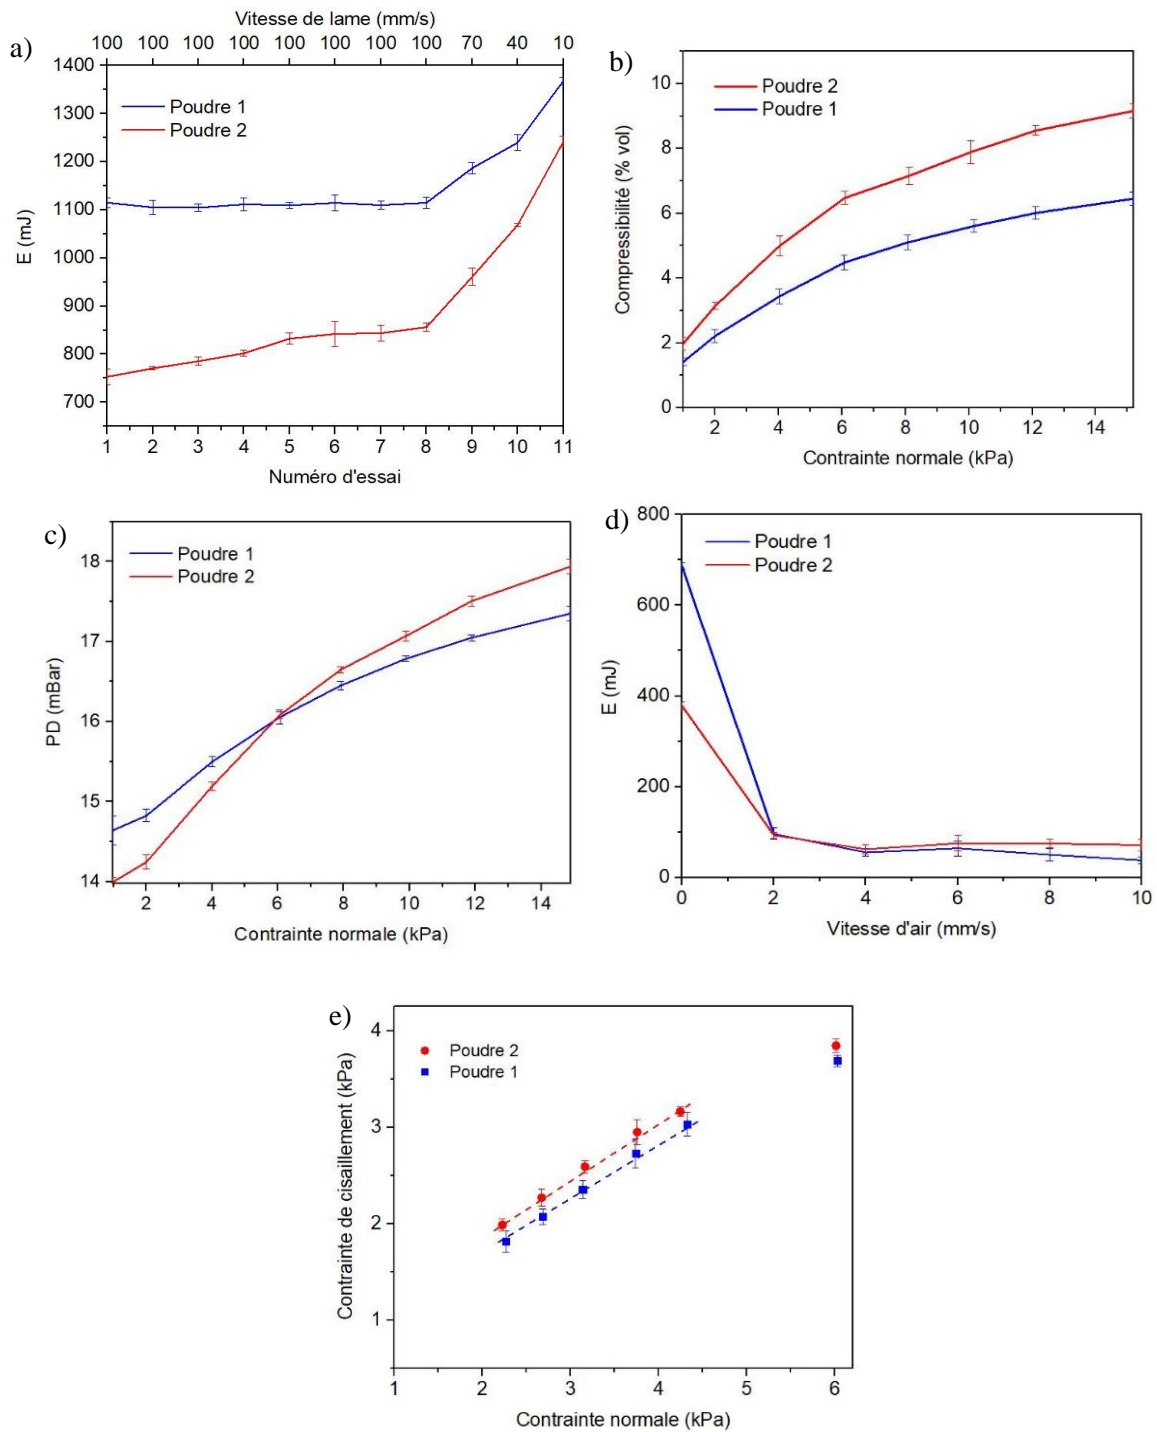 a)
Vitesse de lame (mm/s)
100 100 100 100 100 100 100 100 70 40 10
1400
1300
1200
1100
1000
900
800
700
E (mJ)
Poudre 1
Poudre 2
1 2 3 4 5 6 7 8 9 10 11
Numéro d'essai
b)
10
8
6
4
2
0
Compressibilité (% vol)
Poudre 2
Poudre 1
2 4 6 8 10 12 14
Contrainte normale (kPa)
c)
18
17
16
15
14
PD (mBar)
Poudre 1
Poudre 2
2 4 6 8 10 12 14
Contrainte normale (kPa)
d)
800
600
400
200
0
E (mJ)
Poudre 1
Poudre 2
0 2 4 6 8 10
Vitesse d'air (mm/s)
e)
4
3
2
1
Contrainte de cisaillement (kPa)
Poudre 2
Poudre 1
1 2 3 4 5 6
Contrainte normale (kPa)